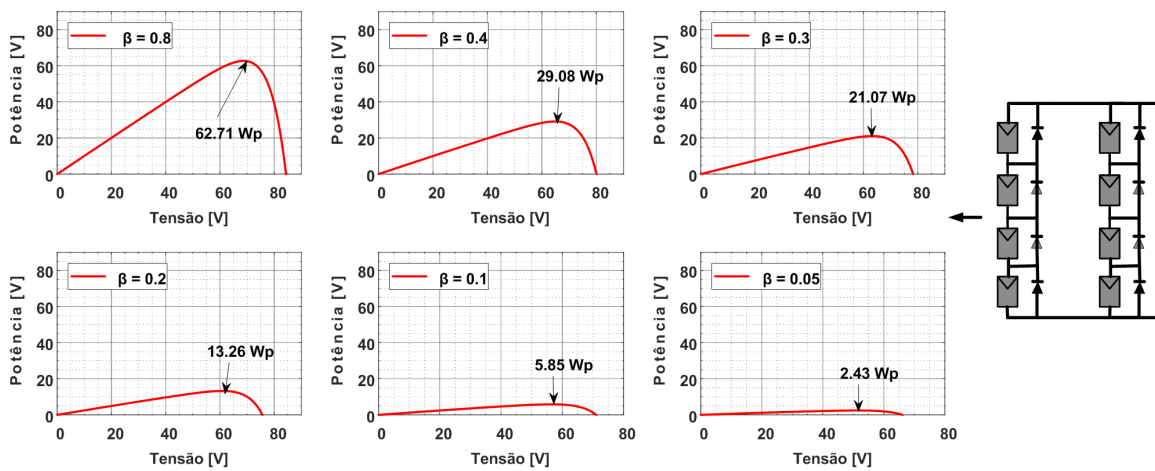 β = 0.8
Potência [V]
80
60
40
20
0
62.71 Wp
0 20 40 60 80
Tensão [V]
β = 0.4
Potência [V]
80
60
40
20
0
29.08 Wp
0 20 40 60 80
Tensão [V]
β = 0.3
Potência [V]
80
60
40
20
0
21.07 Wp
0 20 40 60 80
Tensão [V]
β = 0.2
Potência [V]
80
60
40
20
0
13.26 Wp
0 20 40 60 80
Tensão [V]
β = 0.1
Potência [V]
80
60
40
20
0
5.85 Wp
0 20 40 60 80
Tensão [V]
β = 0.05
Potência [V]
80
60
40
20
0
2.43 Wp
0 20 40 60 80
Tensão [V]